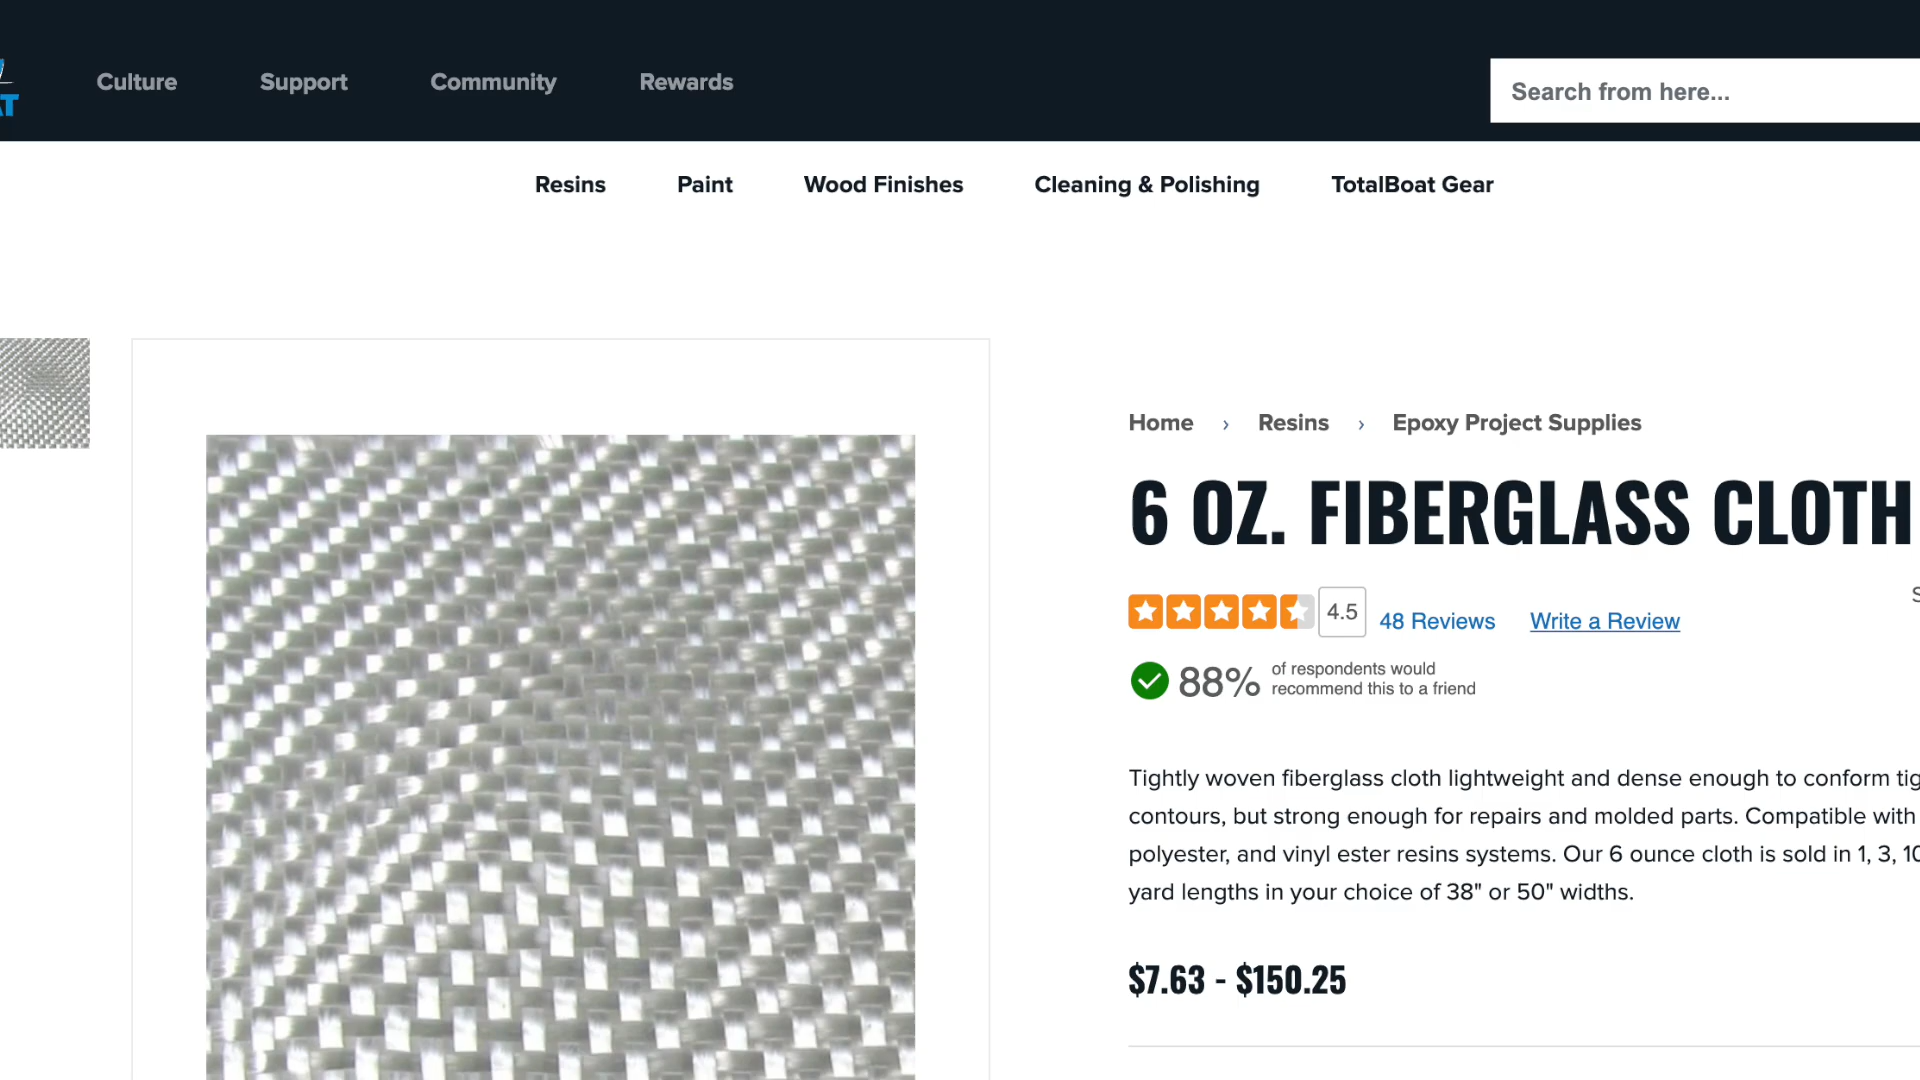 AT
Culture Support Community Rewards
Search from here...
Resins Paint Wood Finishes Cleaning & Polishing TotalBoat Gear
Home › Resins › Epoxy Project Supplies
6 OZ. FIBERGLASS CLOTH
4.5 48 Reviews Write a Review
88% of respondents would
recommend this to a friend
Tightly woven fiberglass cloth lightweight and dense enough to conform
contours, but strong enough for repairs and molded parts. Compatible with
polyester, and vinyl ester resins systems. Our 6 ounce cloth is sold in 1, 3,
yard lengths in your choice of 38" or 50" widths.
$7.63 - $150.25